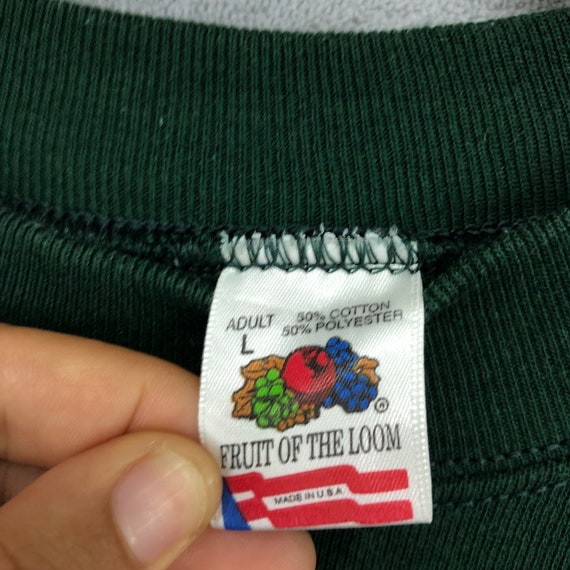 ADULT 50% COTTON
L 50% POLYESTER
®
FRUIT OF THE LOOM
MADE IN U.S.A.